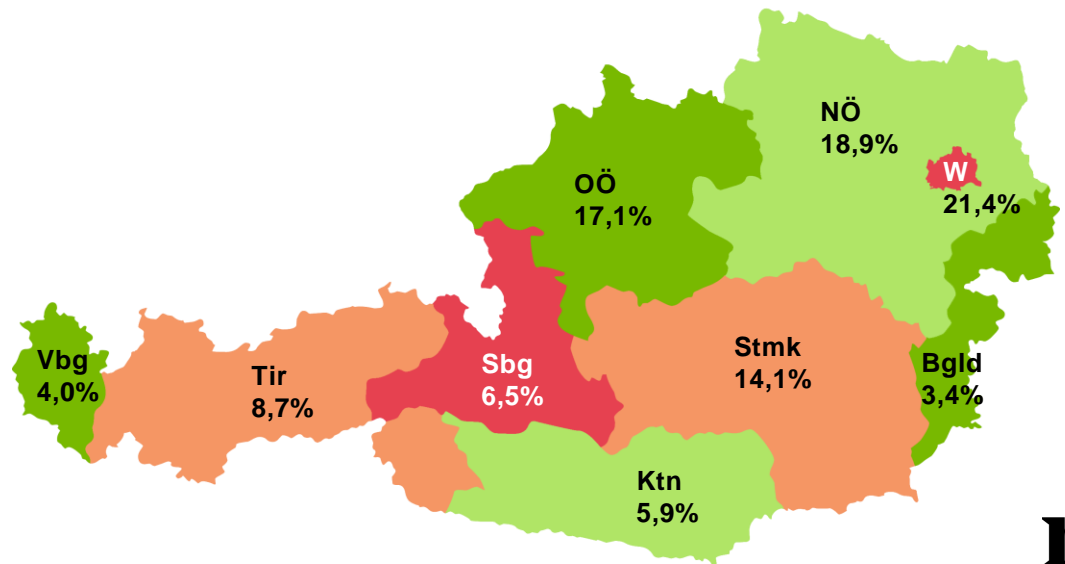 NÖ
18,9%
W
21,4%
OÖ
17,1%
Vbg
4,0%
Tir
8,7%
Sbg
6,5%
Stmk
14,1%
Bgld
3,4%
Ktn
5,9%